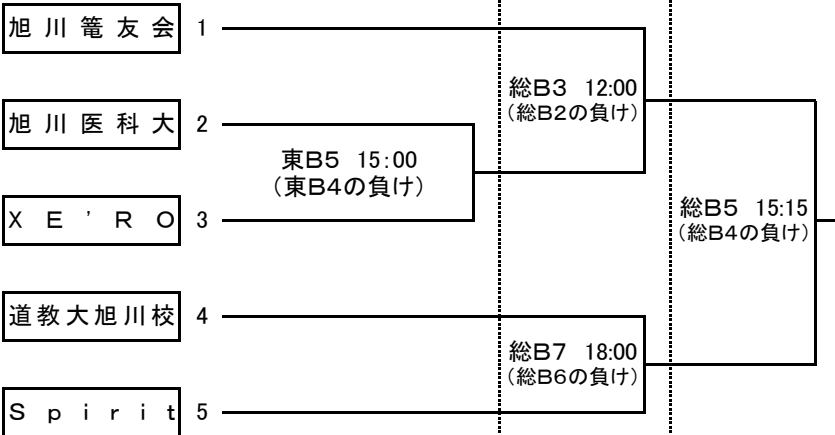 旭川篭友会 1
総B3 12:00
(総B2の負け)
旭川医科大 2
東B5 15:00
(東B4の負け)
XE'RO 3
総B5 15:15
(総B4の負け)
道教大旭川校 4
総B7 18:00
(総B6の負け)
Spirit 5